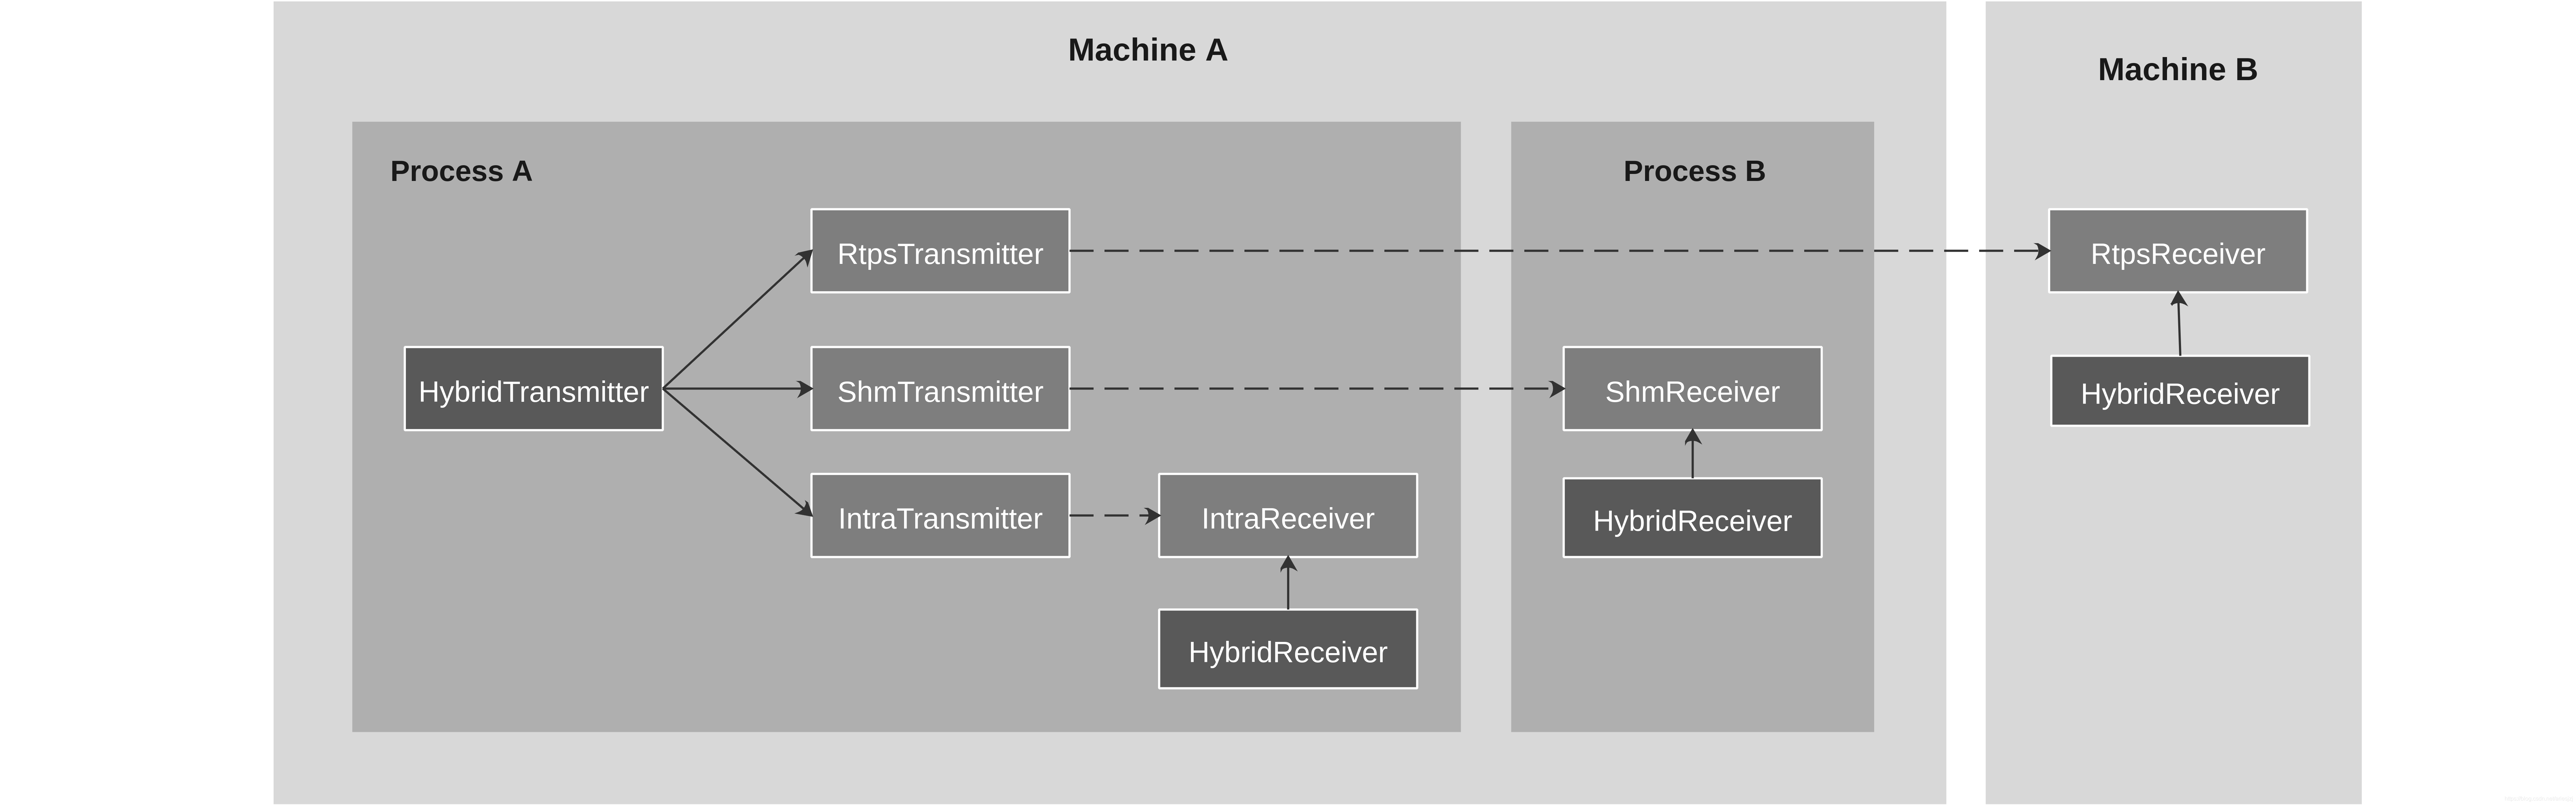 Machine A
Machine B
Process A
Process B
RtpsTransmitter
RtpsReceiver
HybridTransmitter
ShmTransmitter
ShmReceiver
HybridReceiver
IntraTransmitter
IntraReceiver
HybridReceiver
HybridReceiver